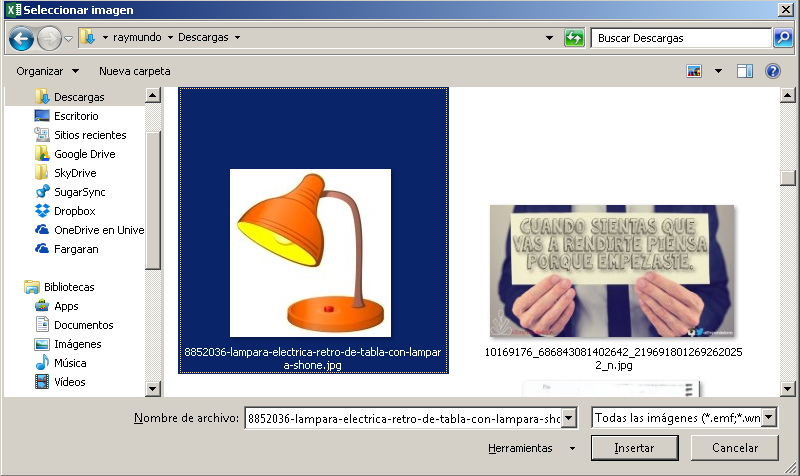 Seleccionar imagen
raymundo Descargas
Buscar Descargas
Organizar Nueva carpeta
Descargas
Escritorio
Sitios recientes
Google Drive
SkyDrive
SugarSync
Dropbox
OneDrive en Unive
Fargaran
Bibliotecas
Apps
Documentos
Imágenes
Música
Vídeos
8852036-lampara-electrica-retro-de-tabla-con-lampar
a-shone.jpg
CUANDO SIENTAS QUE
VAS A RENDIRTE PIENSA
PORQUE EMPEZASTE.
10169176_686843081402642_219691801269262025
2_n.jpg
Nombre de archivo: 8852036-lampara-electrica-retro-de-tabla-con-lampara-sho
Todas las imágenes (*.emf;*.wn
Herramientas Insertar Cancelar